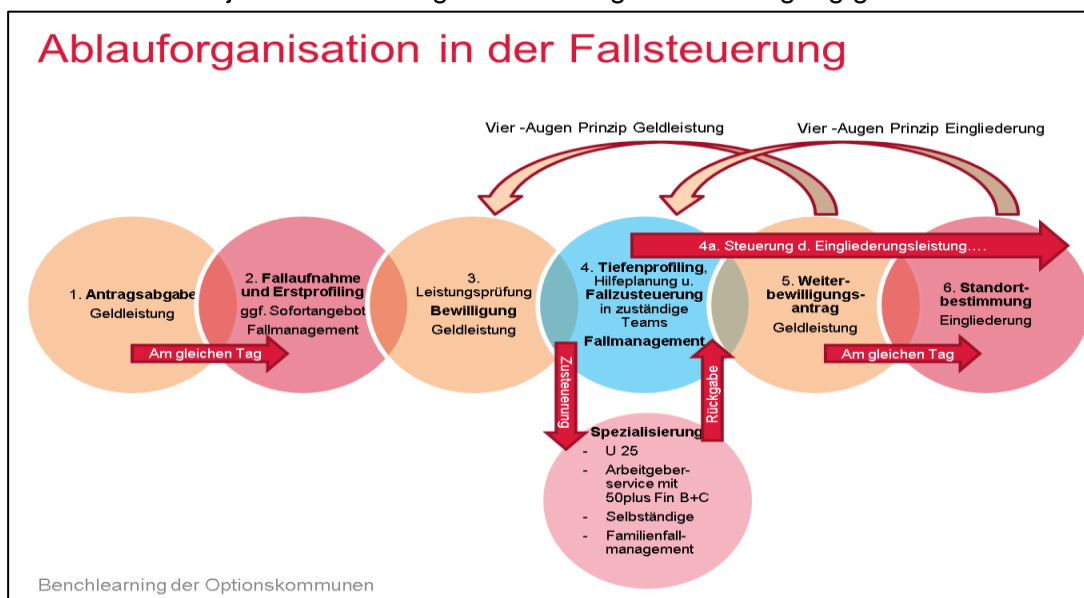 Ablauforganisation in der Fallsteuerung
Vier -Augen Prinzip Geldleistung
Vier -Augen Prinzip Eingliederung
1. Antragsabgabe
Geldleistung
Am gleichen Tag
2. Fallaufnahme
und Erstprofiling
ggf. Sofortangebot
Fallmanagement
3.
Leistungsprüfung
Bewilligung
Geldleistung
4. Tiefenprofiling,
Hilfeplanung u.
Fallzusteuerung
in zuständige
Teams
Fallmanagement
4a. Steuerung d. Eingliederungsleistung....
5. Weiter-
bewilligungs-
antrag
Geldleistung
Am gleichen Tag
6. Standort-
bestimmung
Eingliederung
Zusteuerung
Rückgabe
Spezialisierung
- U 25
- Arbeitgeber-
service mit
50plus Fin B+C
- Selbständige
- Familienfall-
management
Benchlearning der Optionskommunen